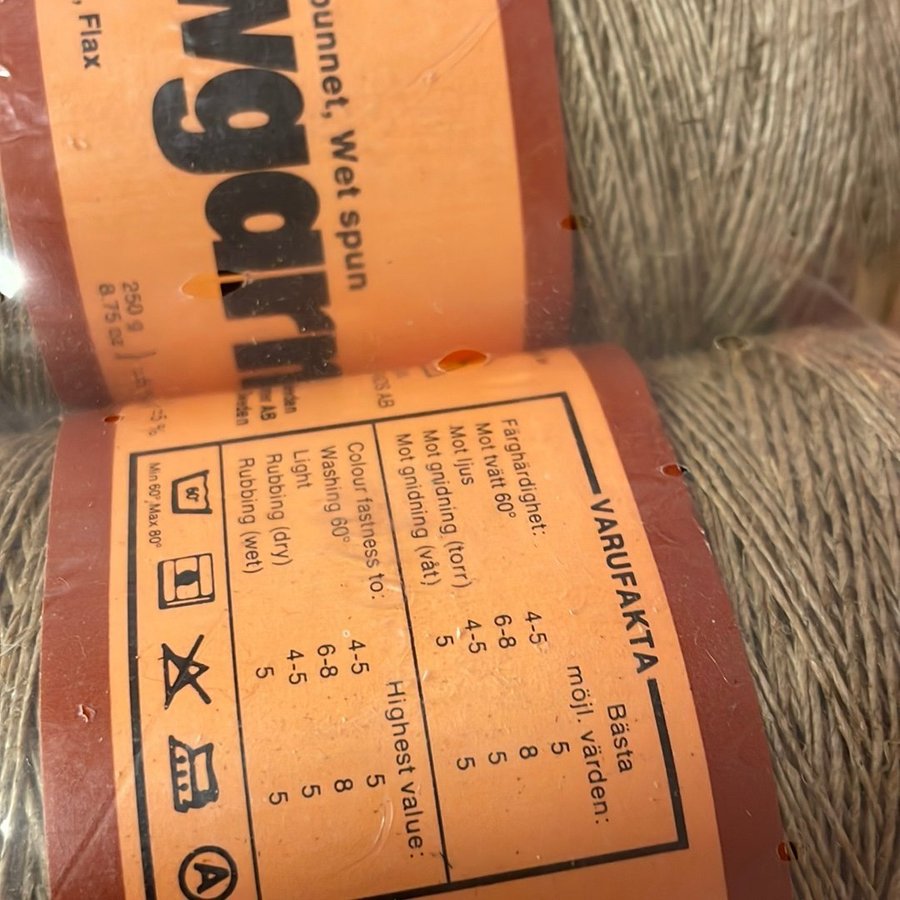 punnet, Wet spun
wgarn
, Flax
250 g
8.75 oz
VARUFAKTA
Bästa
möjl. värden:
Färghärdighet:
Mot tvätt 60° 4-5 5
Mot ljus 6-8 8
Mot gnidning (torr) 4-5 5
Mot gnidning (våt) 5 5
Colour fastness to: Highest value:
Washing 60° 4-5 5
Light 6-8 8
Rubbing (dry) 4-5 5
Rubbing (wet) 5 5
60°
A
Min 60°, Max 80°